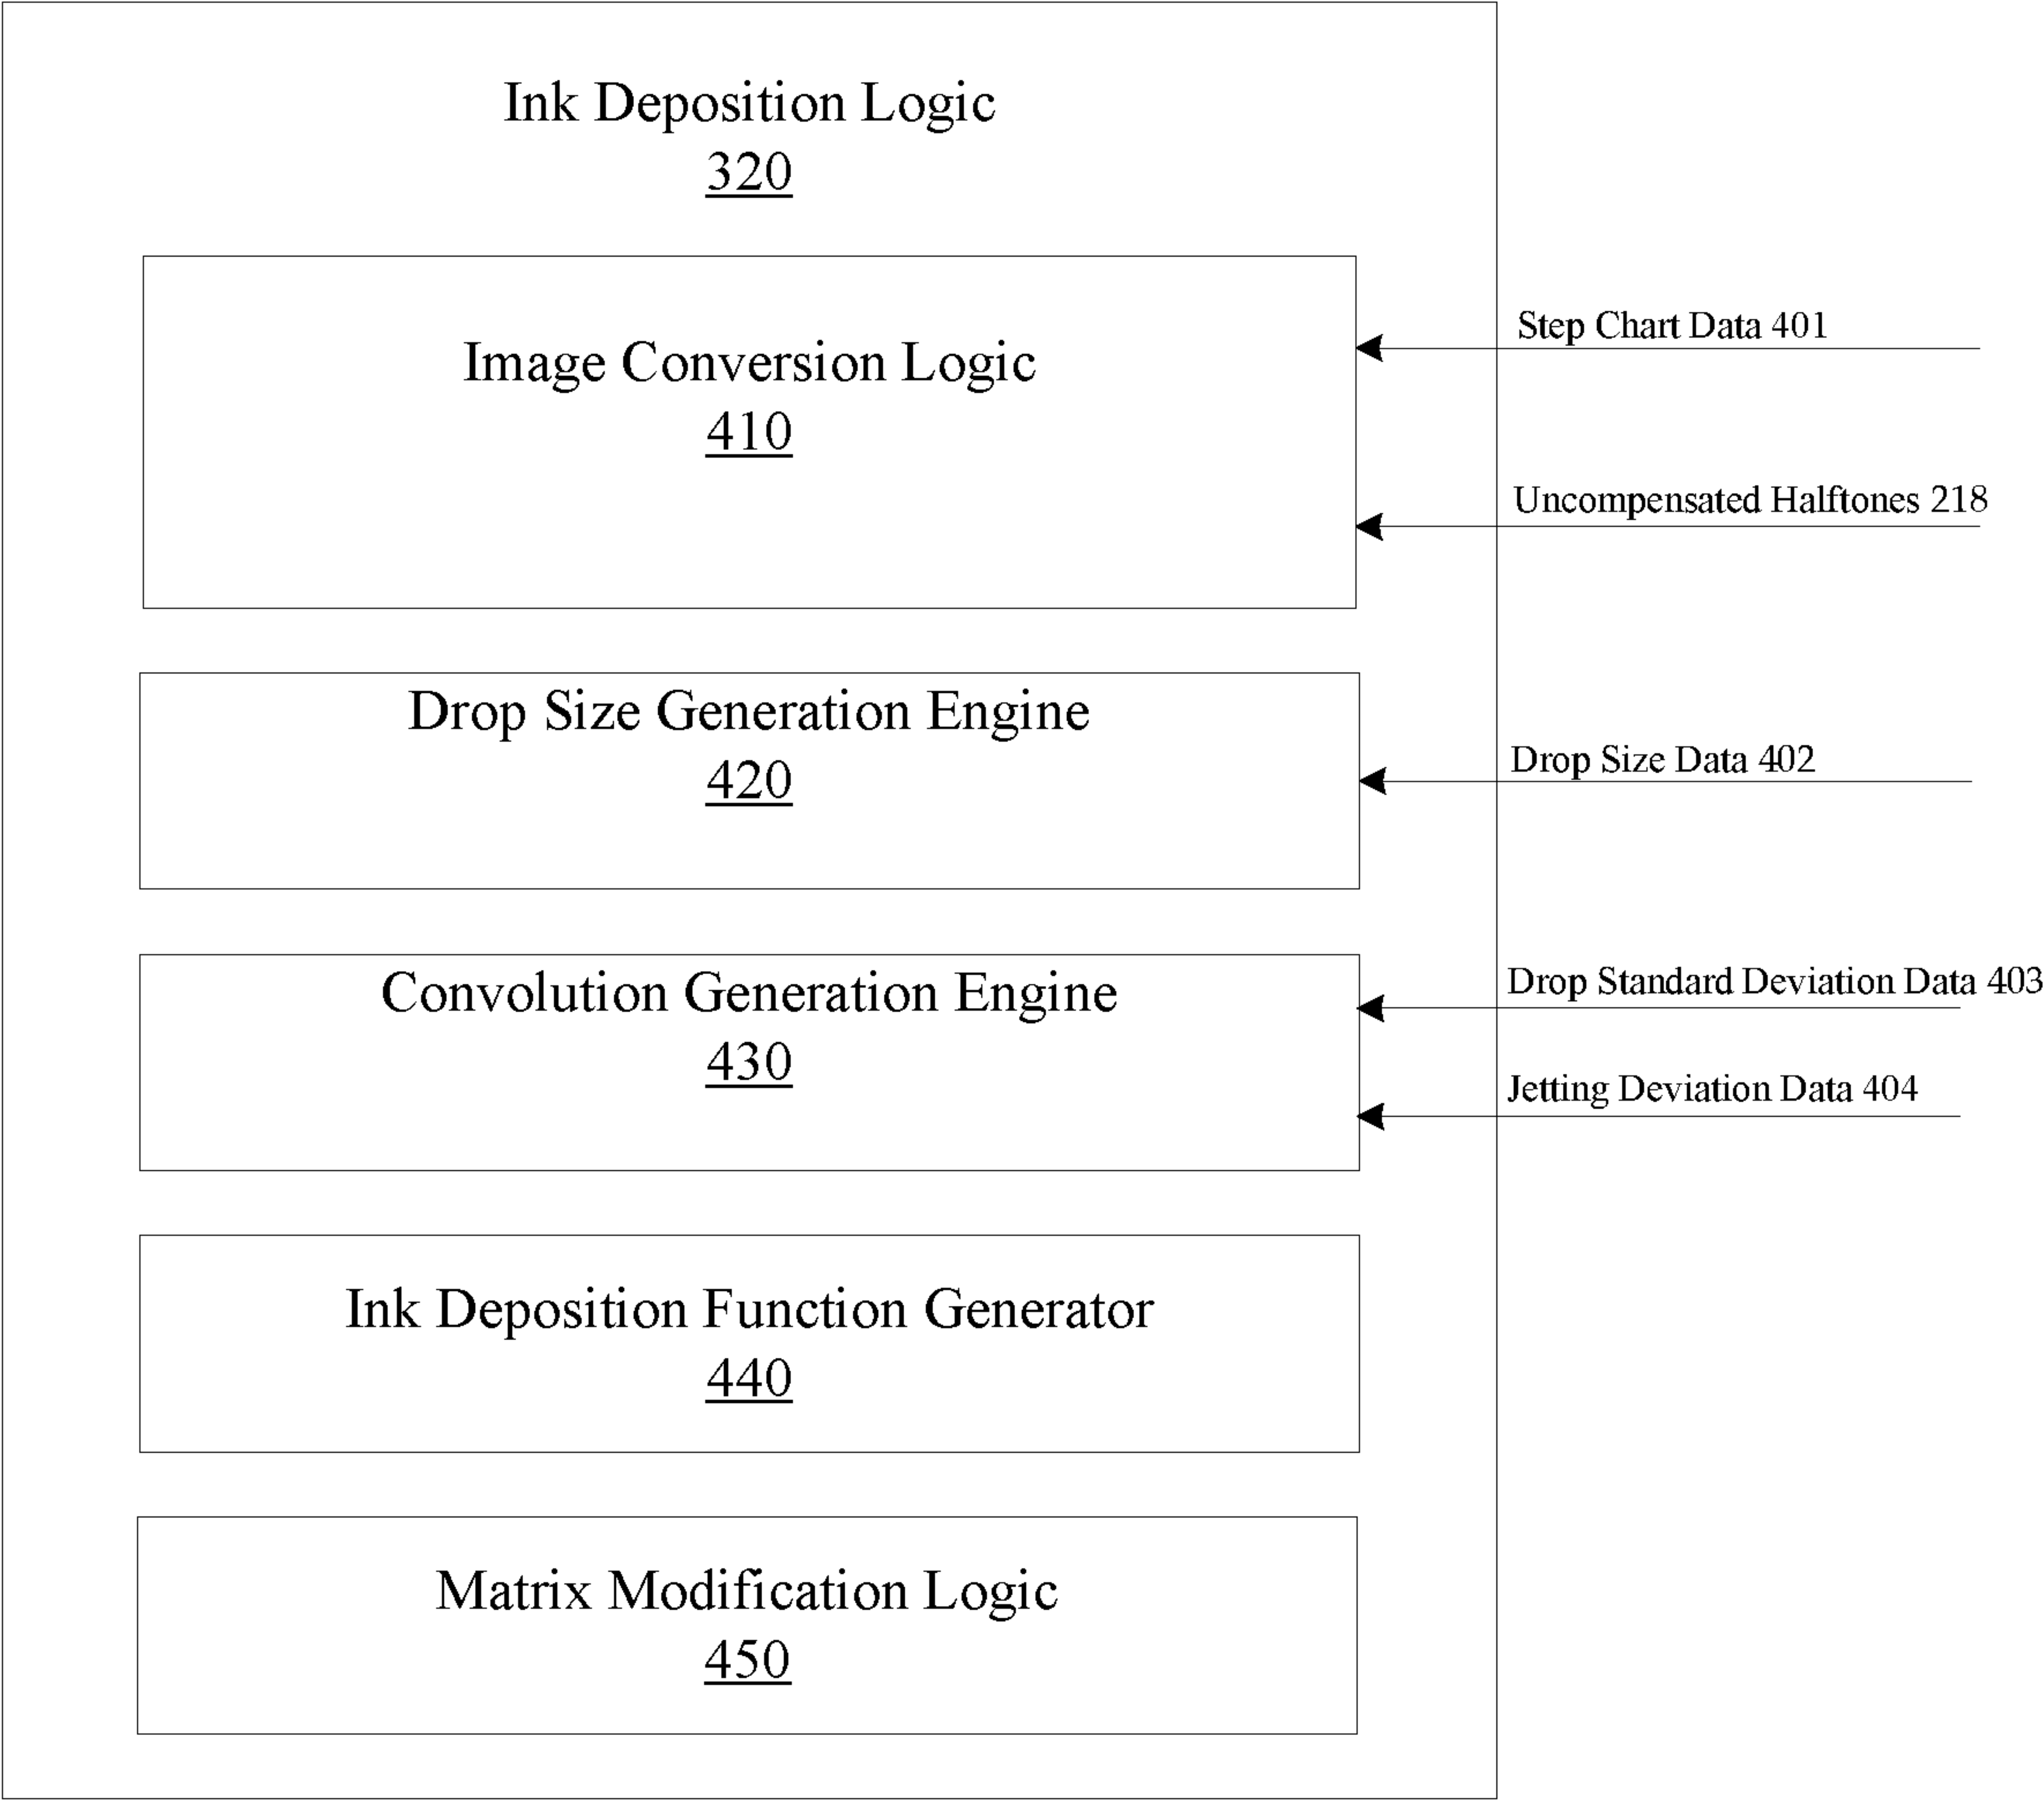 Ink Deposition Logic
320
Image Conversion Logic
410
Step Chart Data 401
Uncompensated Halftones 218
Drop Size Generation Engine
420
Drop Size Data 402
Convolution Generation Engine
430
Drop Standard Deviation Data 403
Jetting Deviation Data 404
Ink Deposition Function Generator
440
Matrix Modification Logic
450